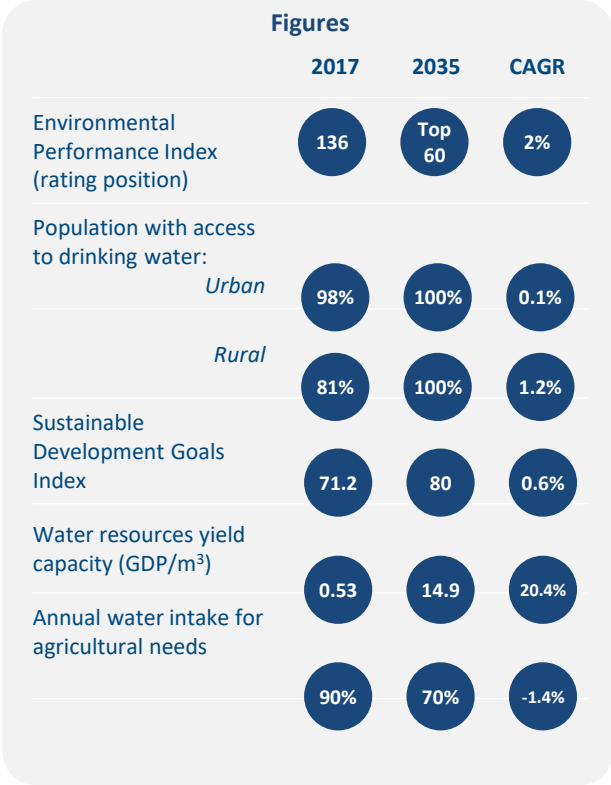 Figures
2017 2035 CAGR
Environmental
Performance Index
(rating position)
136 Top 60 2%
Population with access
to drinking water:
Urban
98% 100% 0.1%
Rural
81% 100% 1.2%
Sustainable
Development Goals
Index
71.2 80 0.6%
Water resources yield
capacity (GDP/m³)
0.53 14.9 20.4%
Annual water intake for
agricultural needs
90% 70% -1.4%